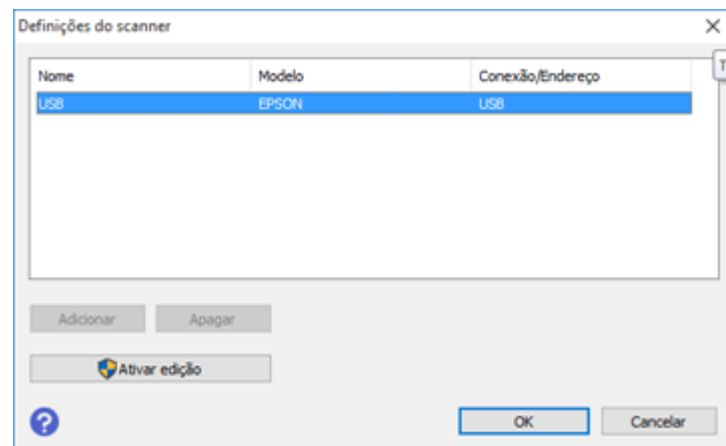 Definições do scanner
Nome Modelo Conexão/Endereço
USB EPSON USB
Adicionar Apagar
Ativar edição
? OK Cancelar